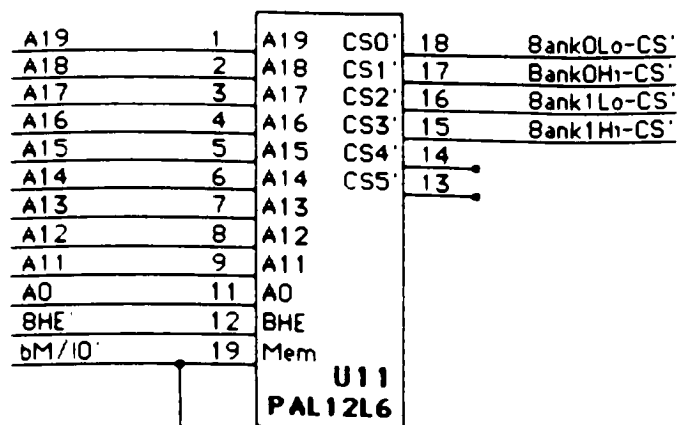 A19 1 A19 CS0' 18 Bank0Lo-CS'
A18 2 A18 CS1' 17 Bank0Hi-CS'
A17 3 A17 CS2' 16 Bank1Lo-CS'
A16 4 A16 CS3' 15 Bank1Hi-CS'
A15 5 A15 CS4' 14
A14 6 A14 CS5' 13
A13 7 A13
A12 8 A12
A11 9 A11
A0 11 A0
BHE' 12 BHE
bM/IO' 19 Mem
U11
PAL12L6